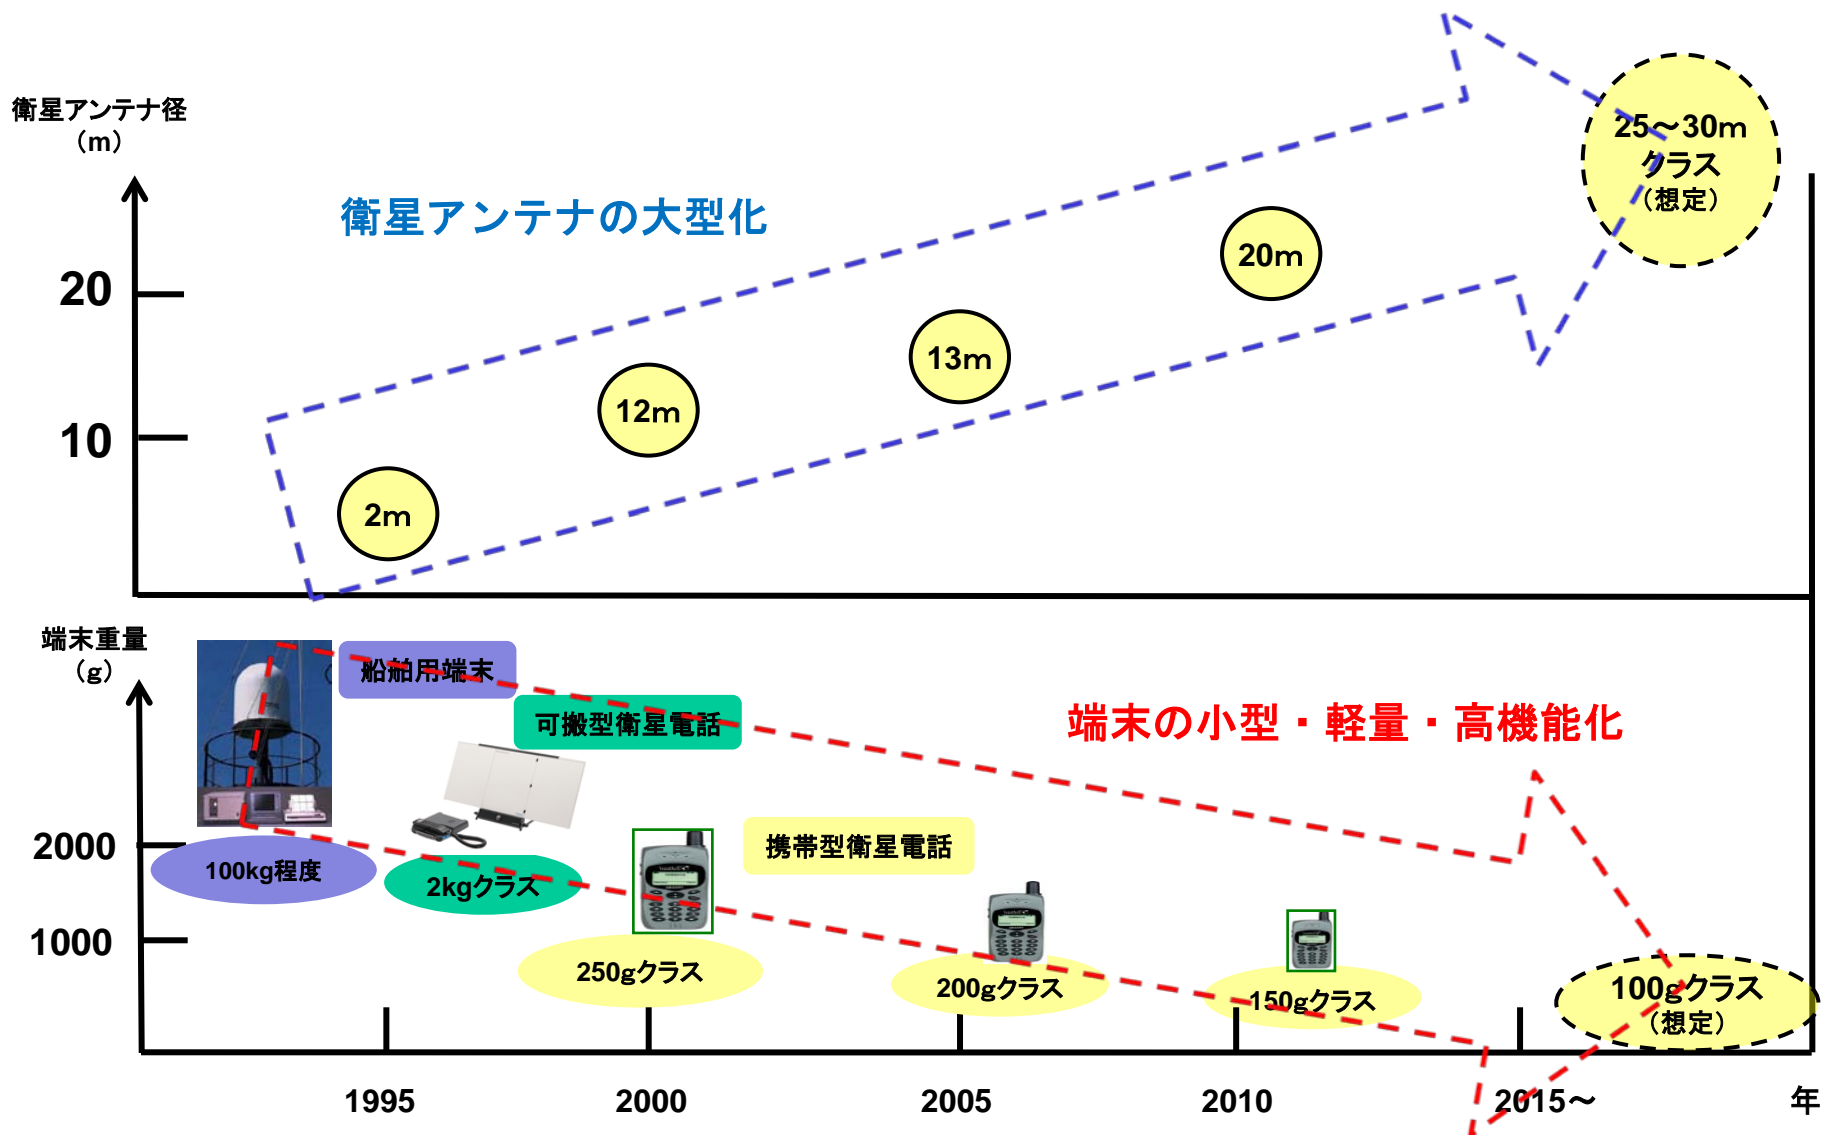 衛星アンテナ径
（m）
衛星アンテナの大型化
25～30m
クラス
（想定）
20m
13m
12m
2m
20
10
端末重量
（g）
船舶用端末
可搬型衛星電話
端末の小型・軽量・高機能化
携帯型衛星電話
2000
1000
100kg程度
2kgクラス
250gクラス
200gクラス
150gクラス
100gクラス
（想定）
1995
2000
2005
2010
2015～
年